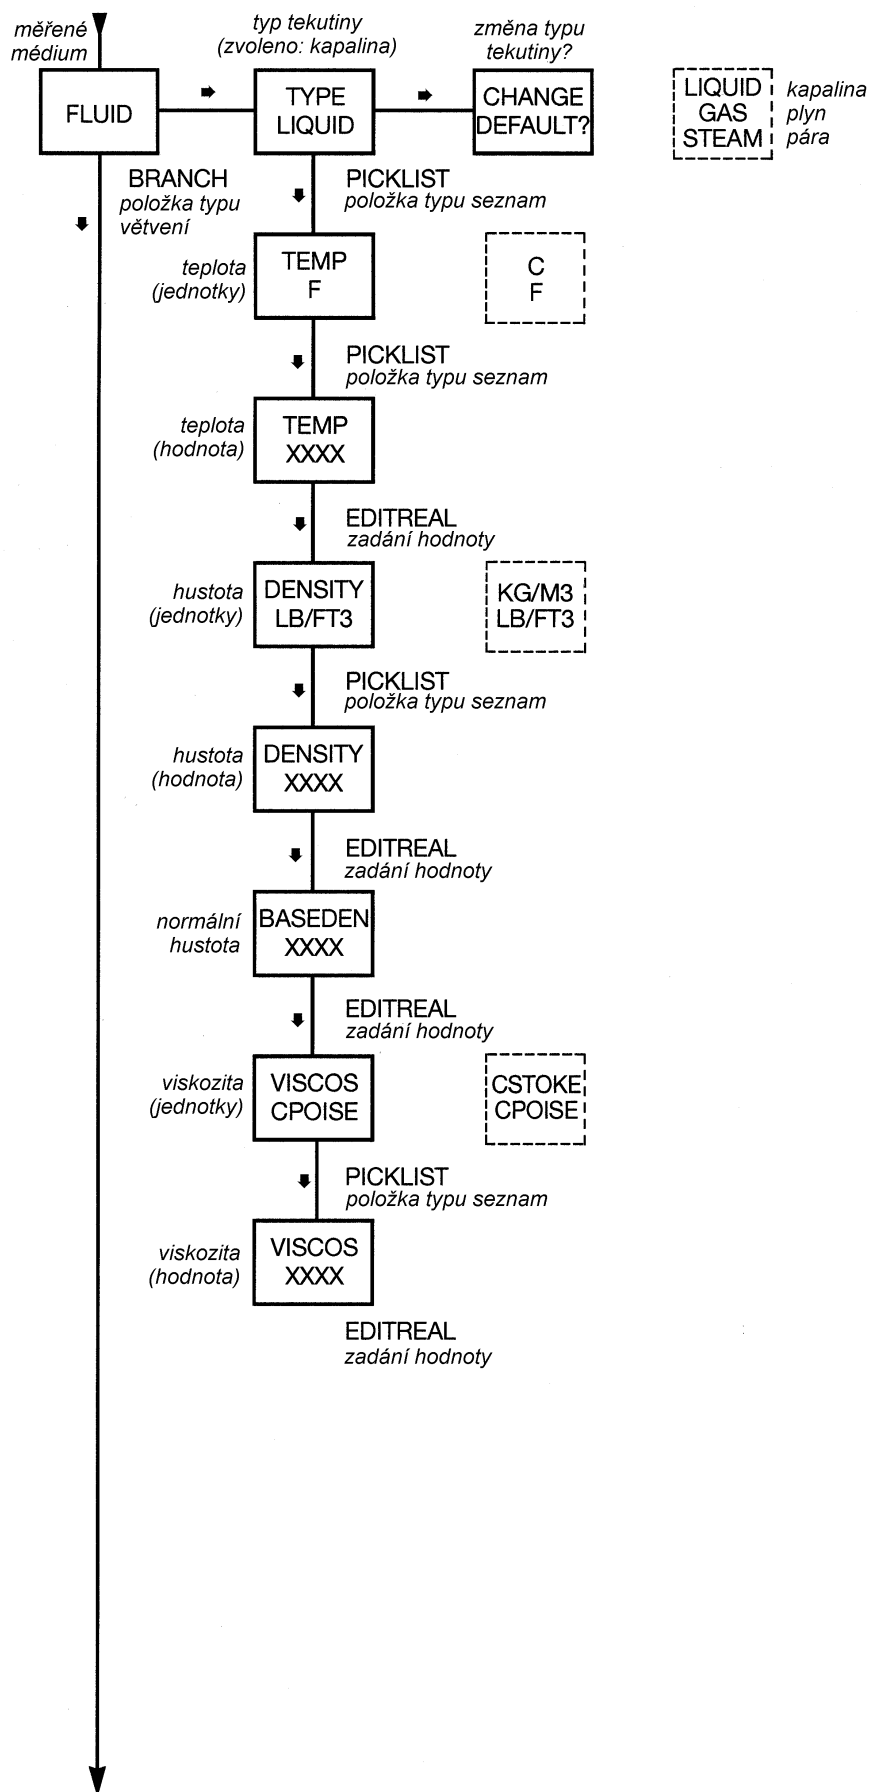 měřené
médium
typ tekutiny
(zvoleno: kapalina)
změna typu
tekutiny?
FLUID
TYPE
LIQUID
CHANGE
DEFAULT?
LIQUID
GAS
STEAM
kapalina
plyn
pára
BRANCH
položka typu
větvení
PICKLIST
položka typu seznam
teplota
(jednotky)
TEMP
F
C
F
PICKLIST
položka typu seznam
teplota
(hodnota)
TEMP
XXXX
EDITREAL
zadání hodnoty
hustota
(jednotky)
DENSITY
LB/FT3
KG/M3
LB/FT3
PICKLIST
položka typu seznam
hustota
(hodnota)
DENSITY
XXXX
EDITREAL
zadání hodnoty
normální
hustota
BASEDEN
XXXX
EDITREAL
zadání hodnoty
viskozita
(jednotky)
VISCOS
CPOISE
CSTOKE
CPOISE
PICKLIST
položka typu seznam
viskozita
(hodnota)
VISCOS
XXXX
EDITREAL
zadání hodnoty